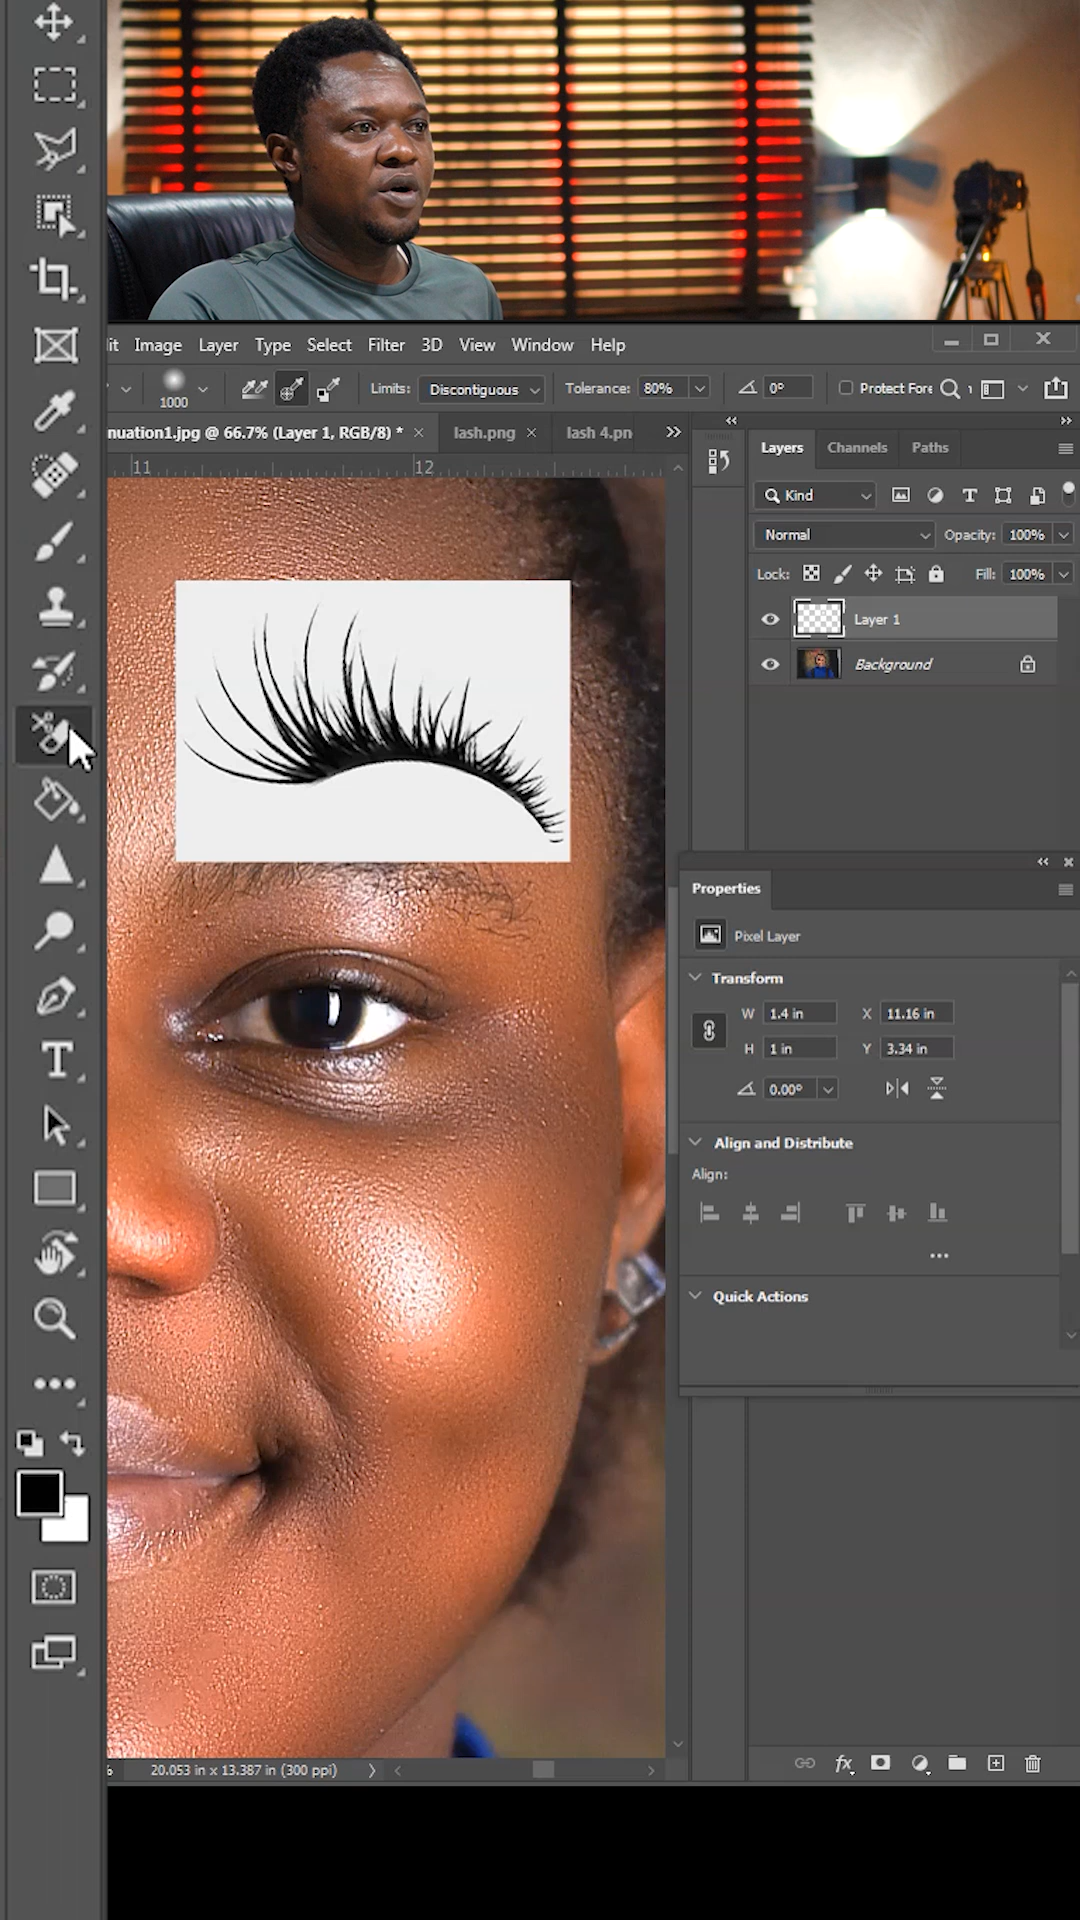 it Image Layer Type Select Filter 3D View Window Help
1000 Limits: Discontiguous Tolerance: 80% 0° Protect Fore
nuation1.jpg @ 66.7% (Layer 1, RGB/8) * × lash.png × lash 4.pn
11 12
Layers Channels Paths
Kind
Normal Opacity: 100%
Lock: Fill: 100%
Layer 1
Background
Properties
Pixel Layer
Transform
W 1.4 in X 11.16 in
H 1 in Y 3.34 in
0.00°
Align and Distribute
Align:
Quick Actions
% 20.053 in x 13.387 in (300 ppi)